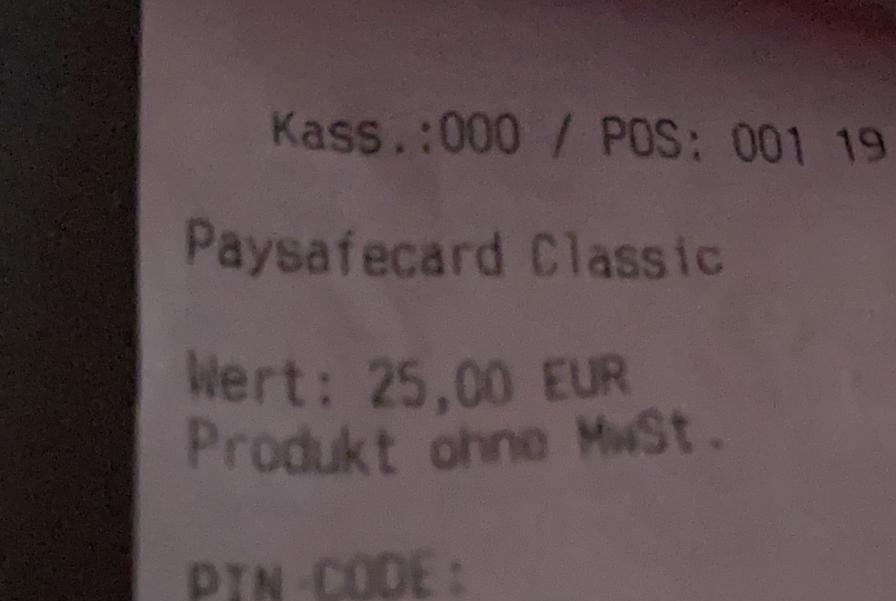 Kass.:000 / POS: 001 19
Paysafecard Classic
Wert: 25,00 EUR
Produkt ohne MwSt.
PIN CODE: